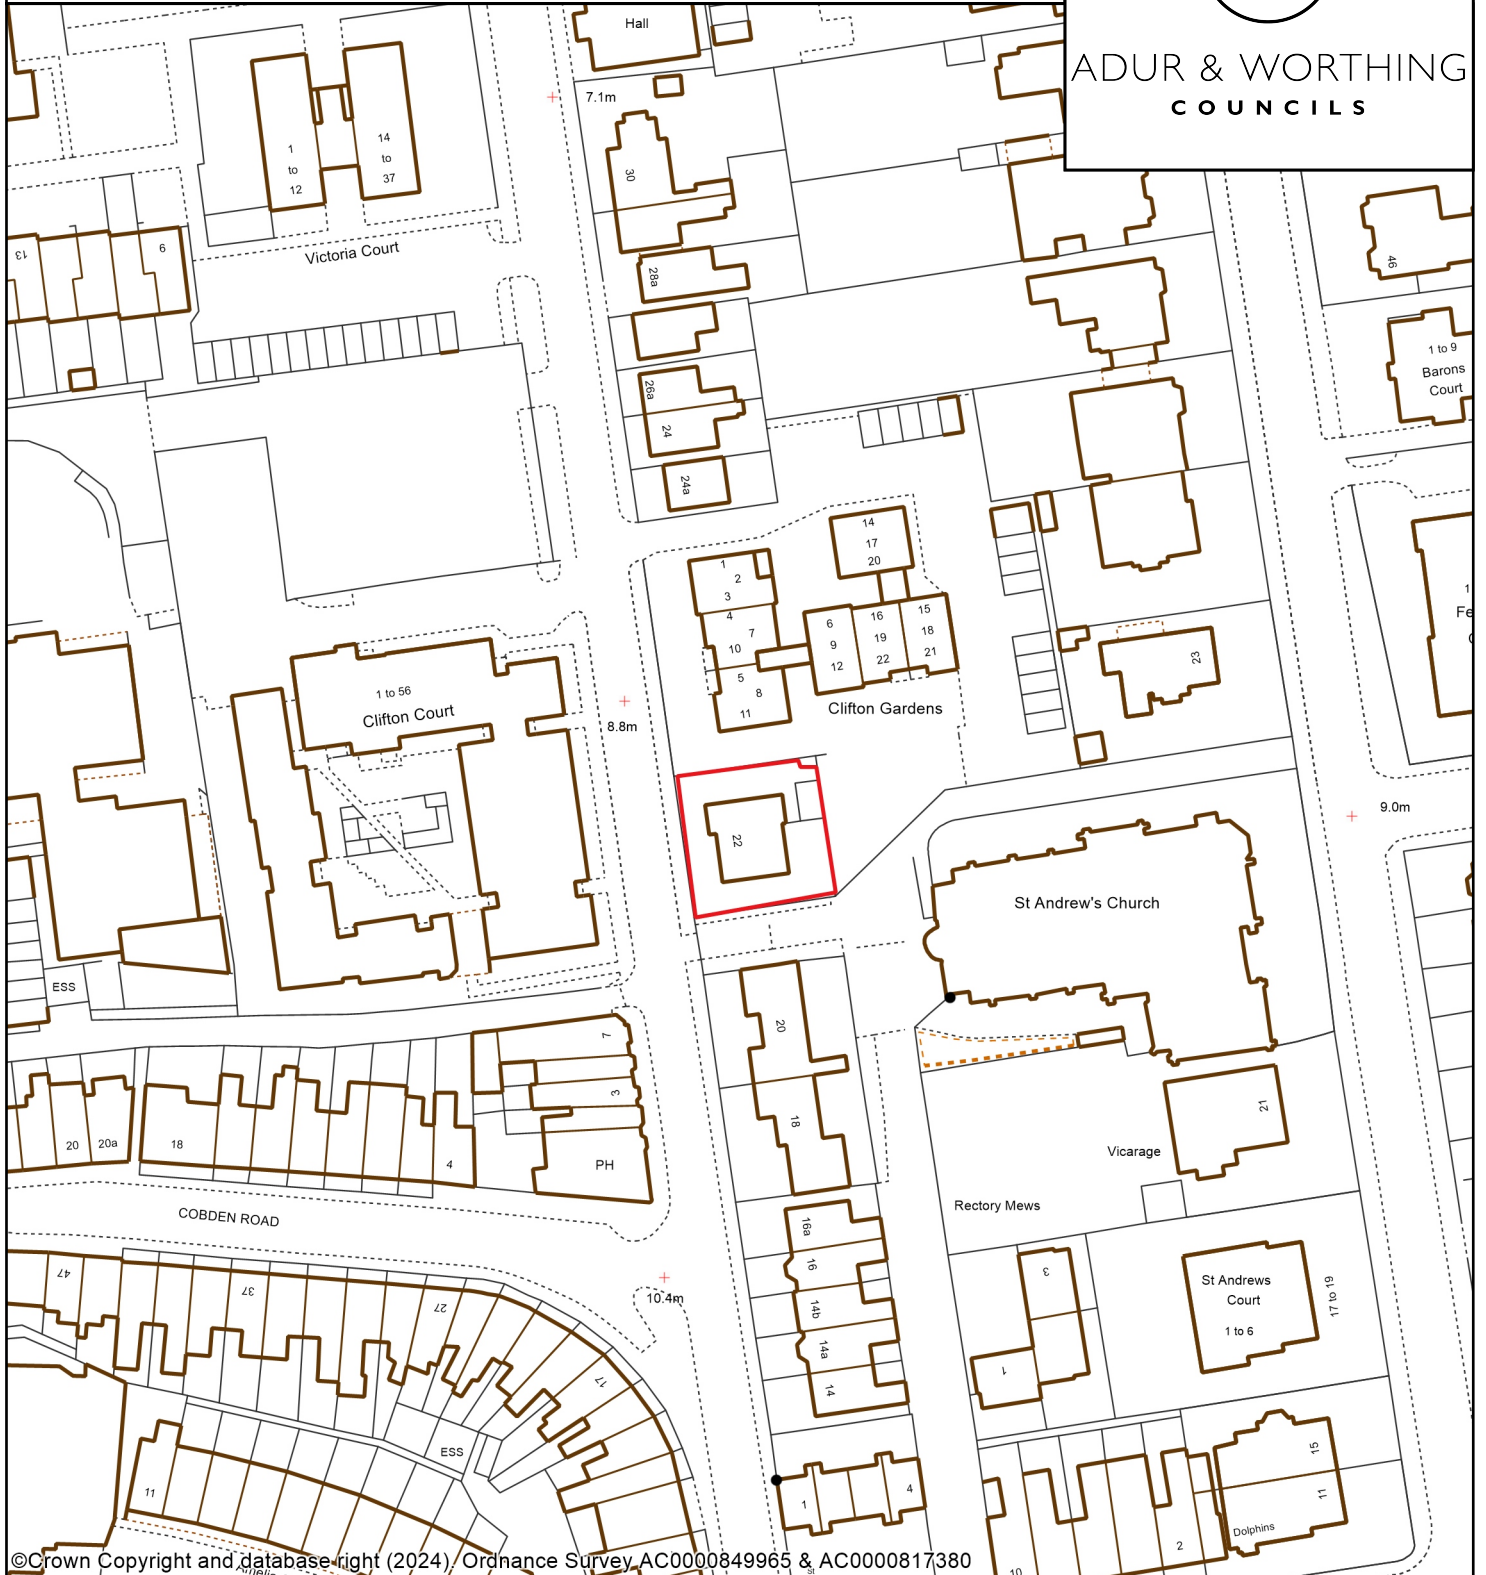 Hall
ADUR & WORTHING
COUNCILS
7.1m
1
to
12
14
to
37
30
Victoria Court
13
6
28a
46
1 to 9
Barons
Court
26a
24
24a
14
17
20
1
2
3
4
7
10
5
8
11
6
9
12
16
19
22
15
18
21
Clifton Gardens
23
1 to 56
Clifton Court
8.8m
22
9.0m
St Andrew's Church
ESS
20
7
3
18
20
20a
18
4
PH
21
Vicarage
Rectory Mews
COBDEN ROAD
16a
16
14b
14a
14
47
37
27
17
10.4m
3
1
St Andrews
Court
1 to 6
17 to 19
ESS
11
1
4
15
11
Dolphins
2
10
©Crown Copyright and database right (2024). Ordnance Survey AC0000849965 & AC0000817380